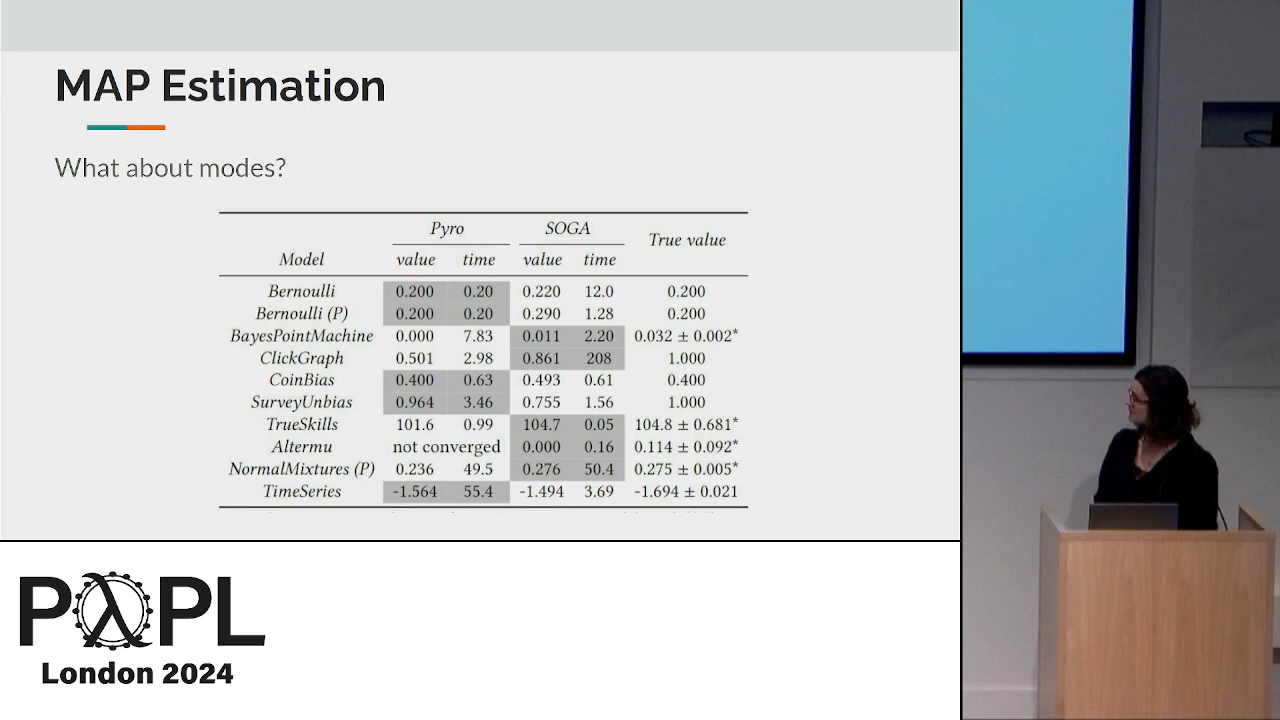 MAP Estimation
What about modes?
Pyro SOGA True value
Model value time value time
Bernoulli 0.200 0.20 0.220 12.0 0.200
Bernoulli (P) 0.200 0.20 0.290 1.28 0.200
BayesPointMachine 0.000 7.83 0.011 2.20 0.032 ± 0.002*
ClickGraph 0.501 2.98 0.861 208 1.000
CoinBias 0.400 0.63 0.493 0.61 0.400
SurveyUnbias 0.964 3.46 0.755 1.56 1.000
TrueSkills 101.6 0.99 104.7 0.05 104.8 ± 0.681*
Altermu not converged 0.000 0.16 0.114 ± 0.092*
NormalMixtures (P) 0.236 49.5 0.276 50.4 0.275 ± 0.005*
TimeSeries -1.564 55.4 -1.494 3.69 -1.694 ± 0.021
PλPL
London 2024